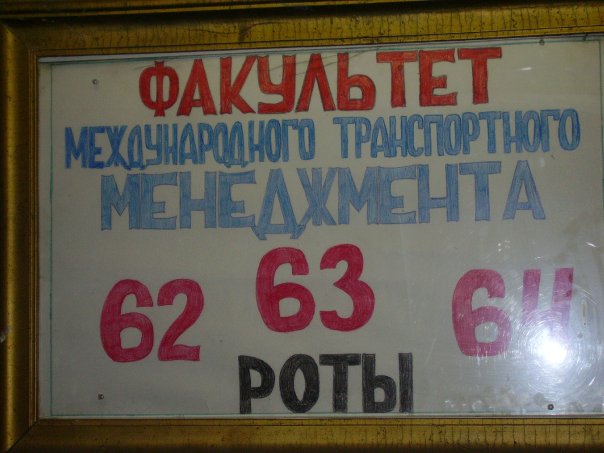 ФАКУЛЬТЕТ
МЕЖДУНАРОДНОГО ТРАНСПОРТНОГО
МЕНЕДЖМЕНТА
62 63 64
РОТЫ